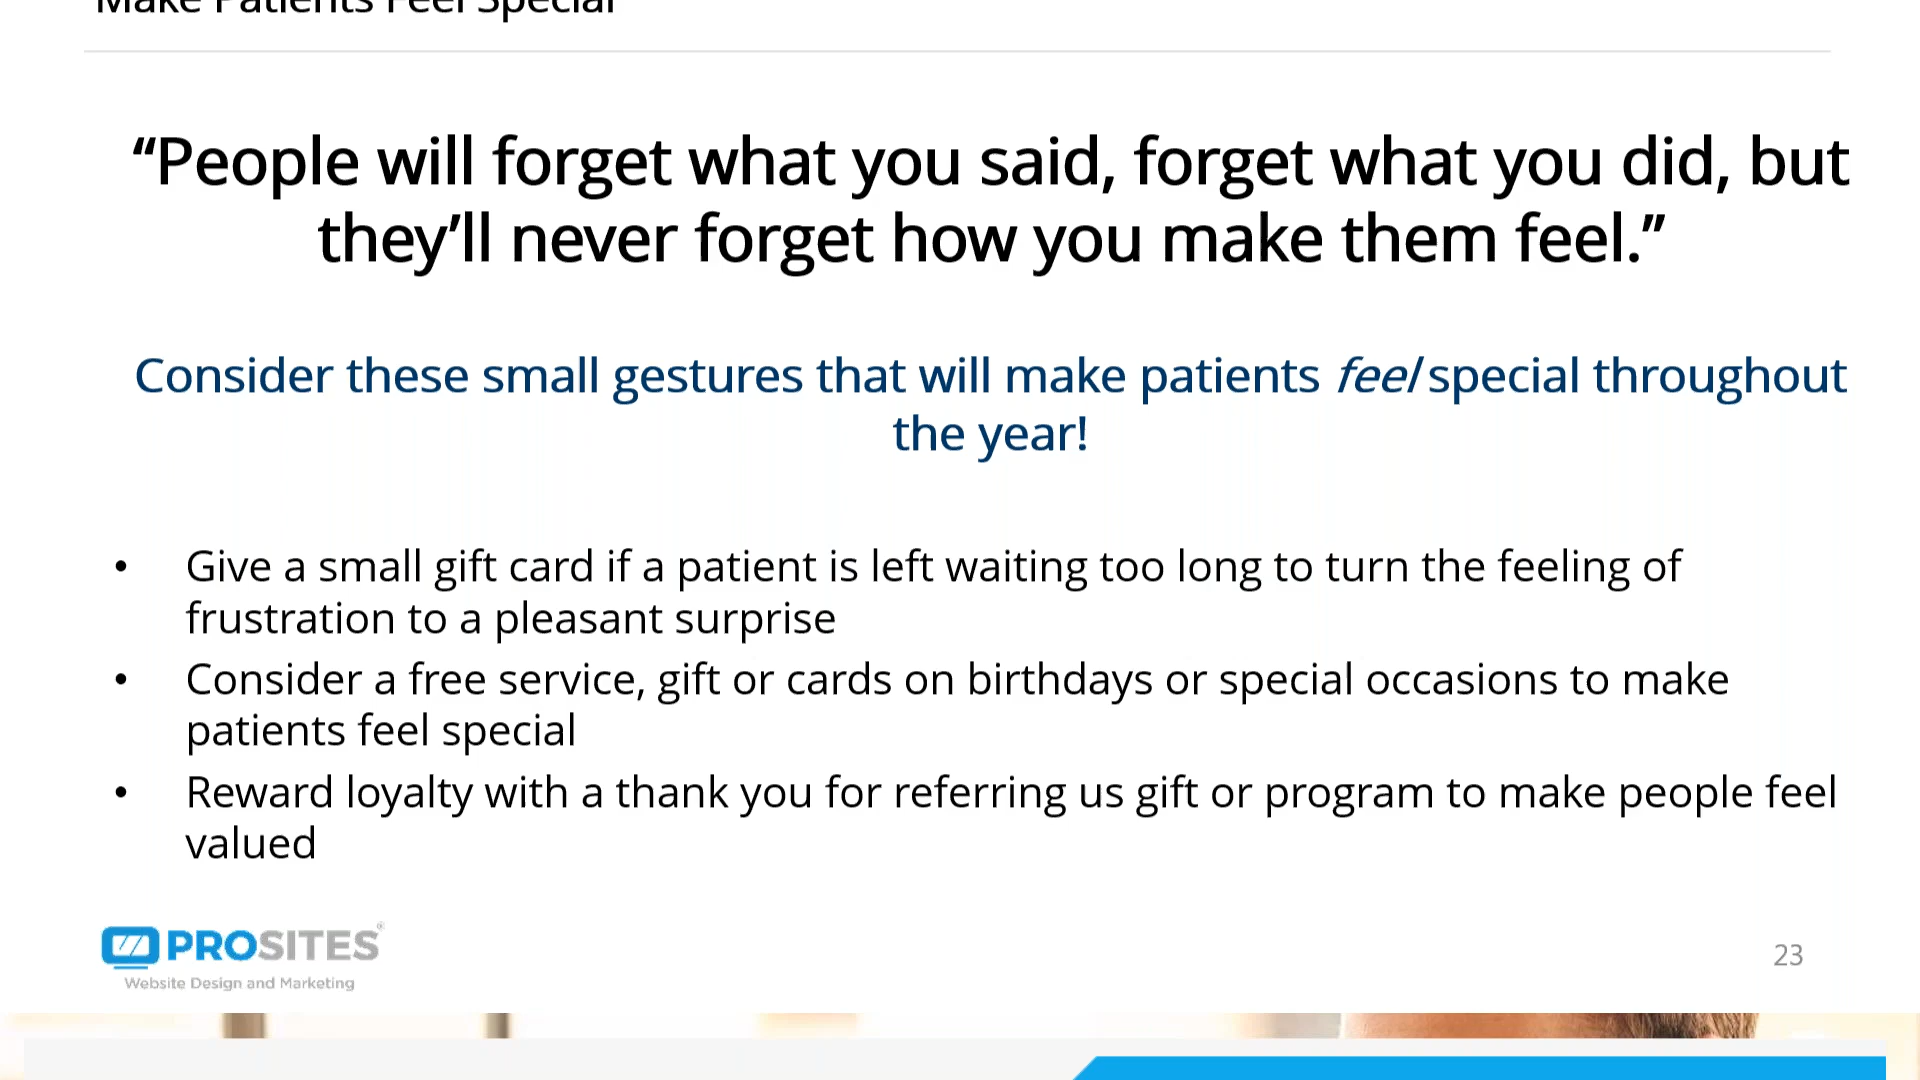 Make Patients Feel Special
“People will forget what you said, forget what you did, but
they’ll never forget how you make them feel.”
Consider these small gestures that will make patients feel special throughout
the year!
• Give a small gift card if a patient is left waiting too long to turn the feeling of
frustration to a pleasant surprise
• Consider a free service, gift or cards on birthdays or special occasions to make
patients feel special
• Reward loyalty with a thank you for referring us gift or program to make people feel
valued
PROSITES®
Website Design and Marketing
23